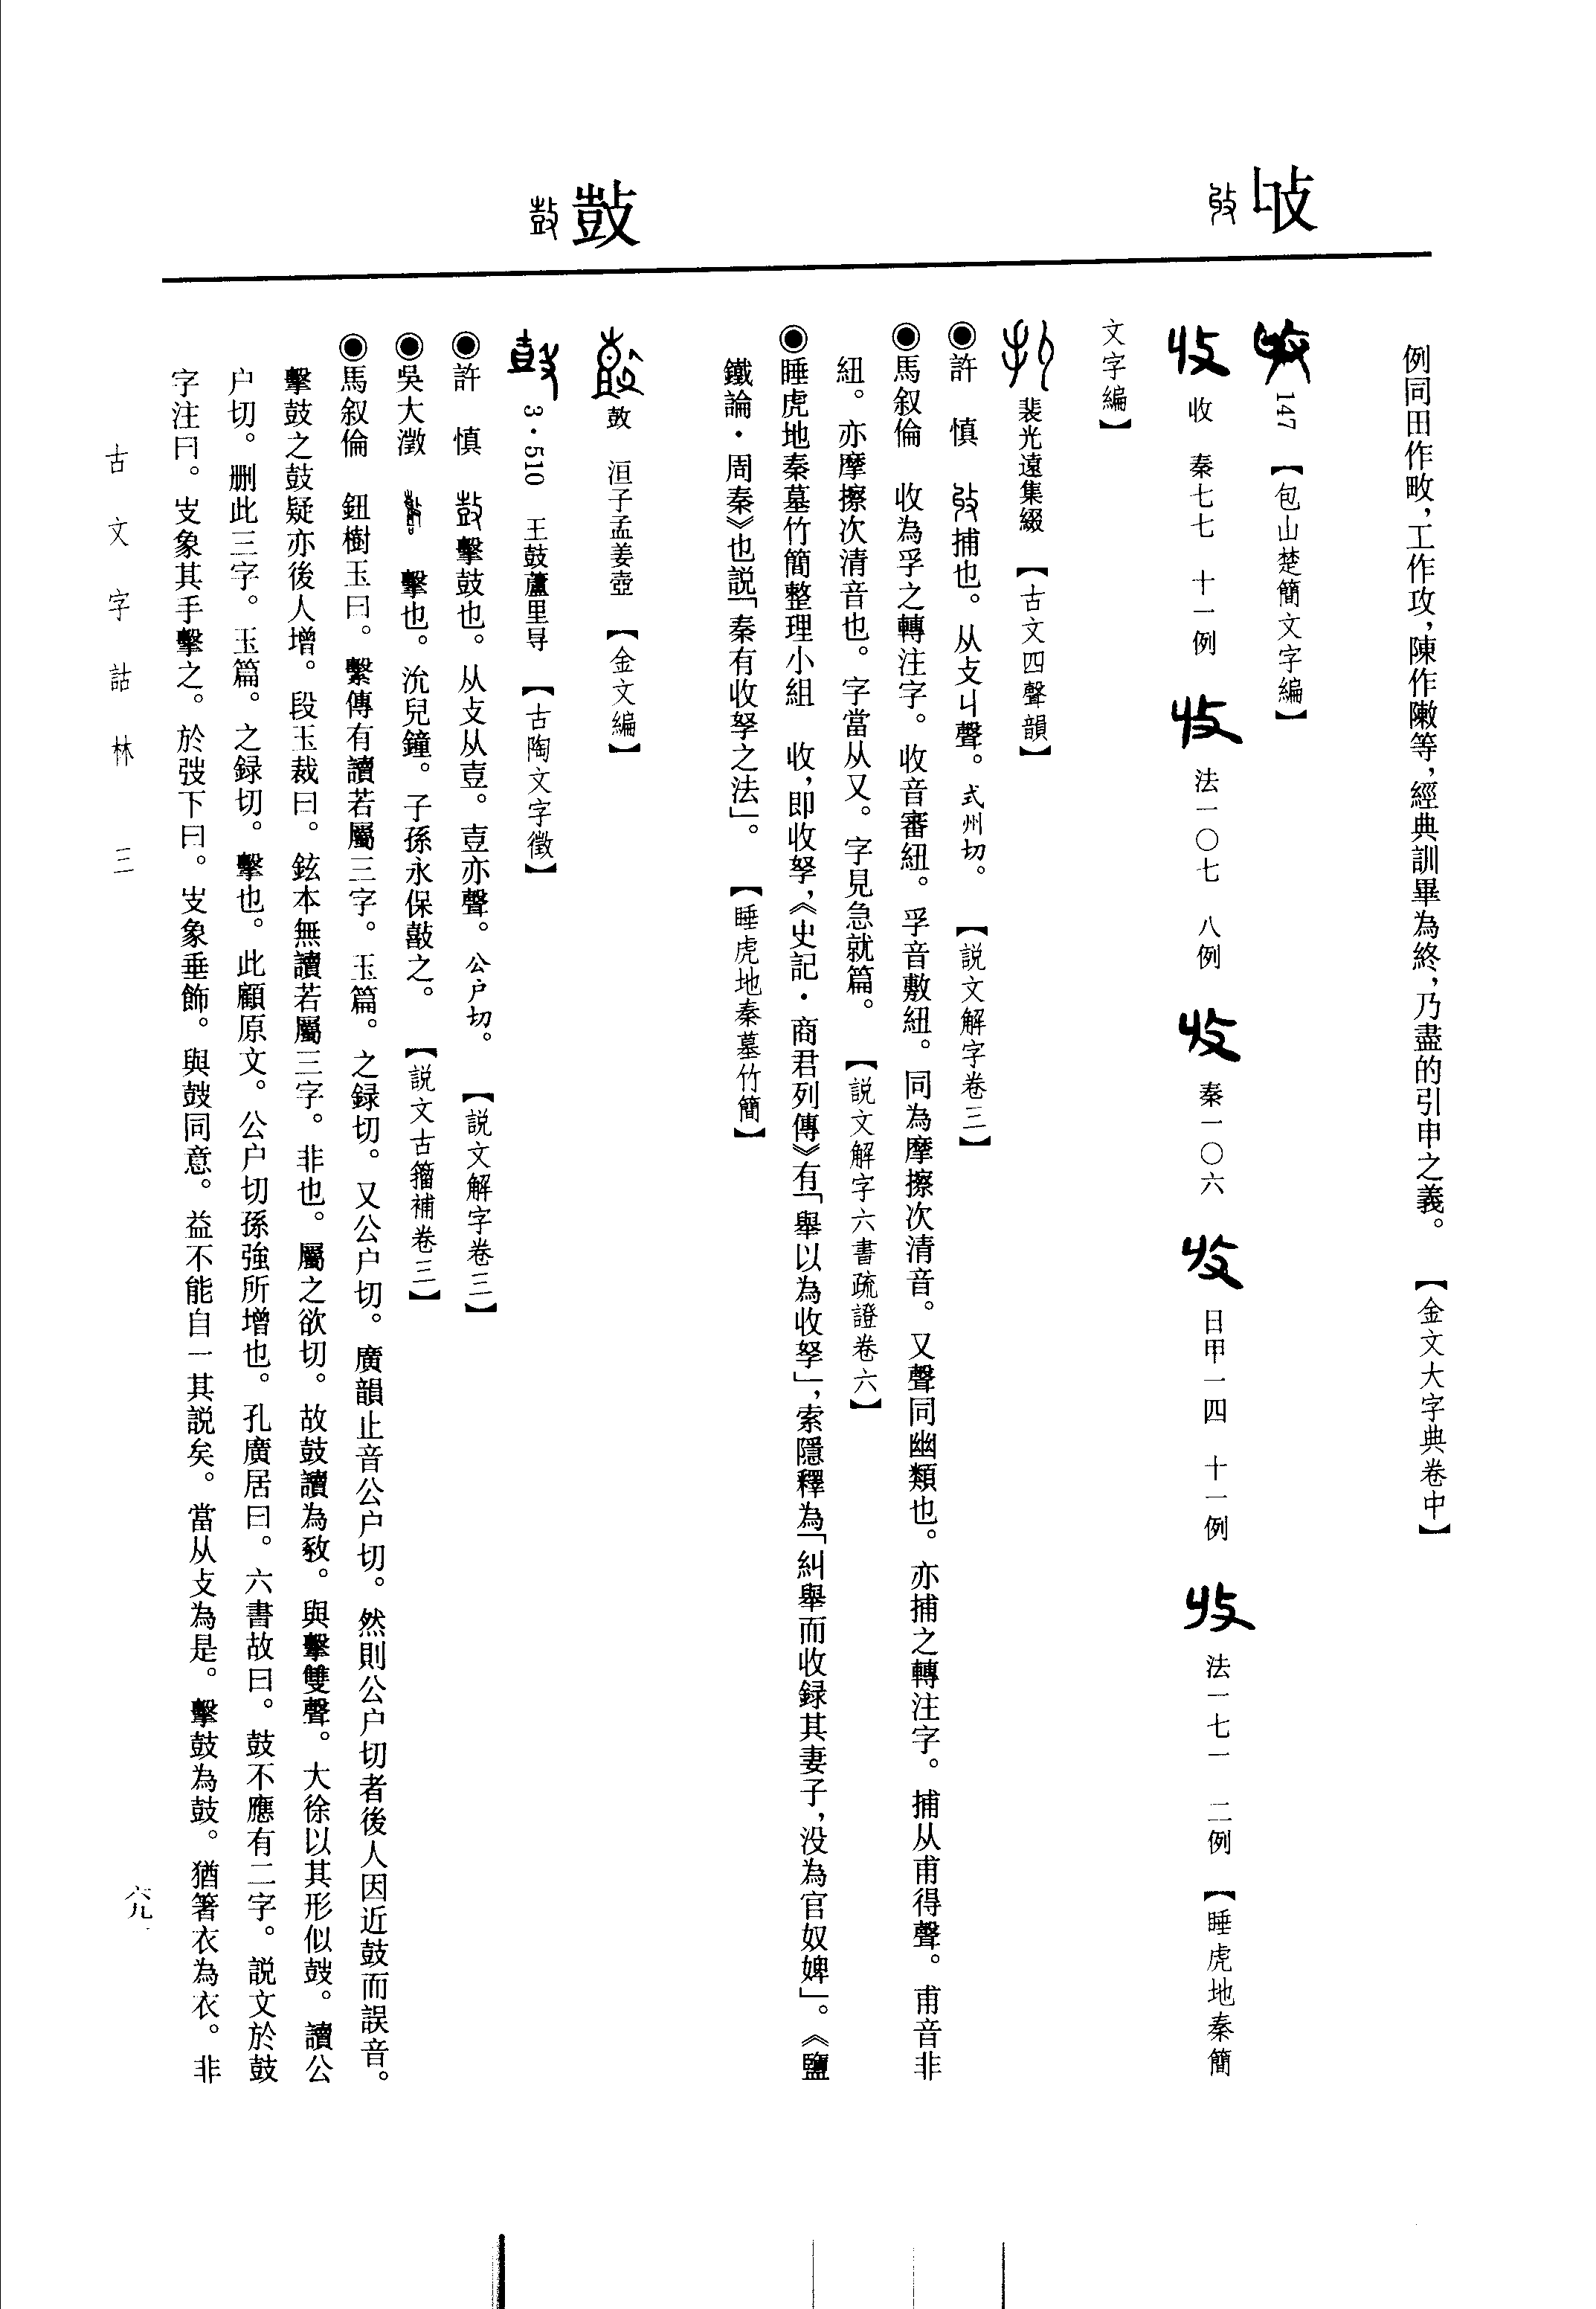 例同田作畋，工作攻，陳作敶等，經典訓畢為終，乃盡的引申之義。　【金文大字典卷中】
147　【包山楚簡文字編】
收　秦七七　十一例　法一〇七　八例　秦一〇六　日甲一四　十一例　法一七一　二例　【睡虎地秦簡
文字編】
裴光遠集綴　【古文四聲韻】
◉許　慎　捕也。从攴丩聲。式州切。　【説文解字卷三】
◉馬叙倫　收為孚之轉注字。收音審紐。孚音敷紐。同為摩擦次清音。又聲同幽類也。亦捕之轉注字。捕从甫得聲。甫音非
紐。亦摩擦次清音也。字當从又。字見急就篇。　【説文解字六書疏證卷六】
◉睡虎地秦墓竹簡整理小組　收，即收孥，《史記・商君列傳》有「舉以為收孥」，索隱釋為「糾舉而收録其妻子，没為官奴婢」。《鹽
鐵論・周秦》也説「秦有收孥之法」。　【睡虎地秦墓竹簡】
鼓
敼　洹子孟姜壺　【金文編】
3・510　王鼓蘆里㝵　【古陶文字徵】
◉許　慎　擊鼓也。从攴从壴。壴亦聲。公户切。　【説文解字卷三】
◉吳大澂　擊也。沇兒鐘。子孫永保鼓之。　【説文古籀補卷三】
◉馬叙倫　鈕樹玉曰。繫傳有讀若屬三字。玉篇。之録切。又公户切。廣韻止音公户切。然則公户切者後人因近鼓而誤音。
擊鼓之鼓疑亦後人增。段玉裁曰。鉉本無讀若屬三字。非也。屬之欲切。故鼓讀為敄。與擊雙聲。大徐以其形似鼓。讀公
户切。删此三字。玉篇。之録切。擊也。此顧原文。公户切孫強所增也。孔廣居曰。六書故曰。鼓不應有二字。説文於鼓
字注曰。支象其手擊之。於弢下曰。㞢象垂飾。與鼓同意。益不能自一其説矣。當从攴為是。擊鼓為鼓。猶箸衣為衣。非
古文字詁林　三
六九一